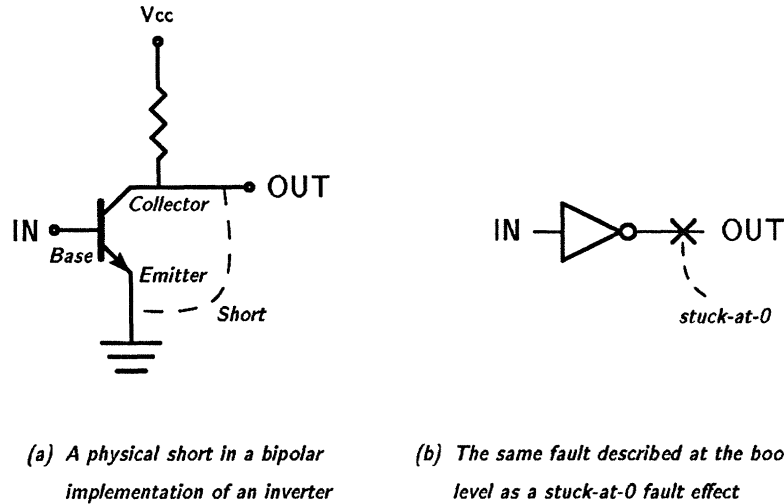 Vcc
OUT
Collector
IN
Base
Emitter
Short
IN
OUT
stuck-at-0
(a) A physical short in a bipolar
implementation of an inverter
(b) The same fault described at the boo
level as a stuck-at-0 fault effect